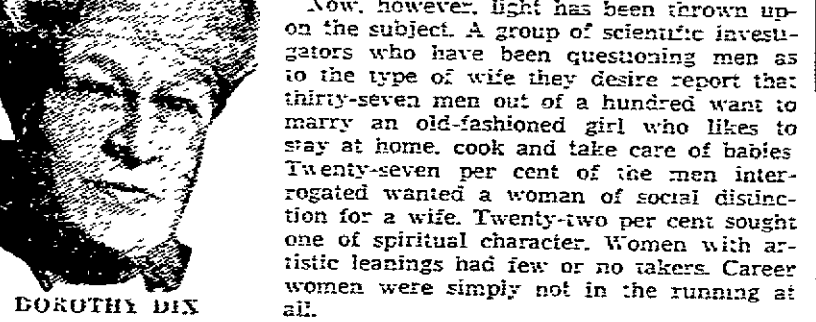 Now, however, light has been thrown up-
on the subject. A group of scientific investi-
gators who have been questioning men as
to the type of wife they desire report that
thirty-seven men out of a hundred want to
marry an old-fashioned girl who likes to
stay at home, cook and take care of babies
Twenty-seven per cent of the men inter-
rogated wanted a woman of social distinc-
tion for a wife. Twenty-two per cent sought
one of spiritual character. Women with ar-
tistic leanings had few or no takers. Career
women were simply not in the running at
all.
DOROTHY DIX